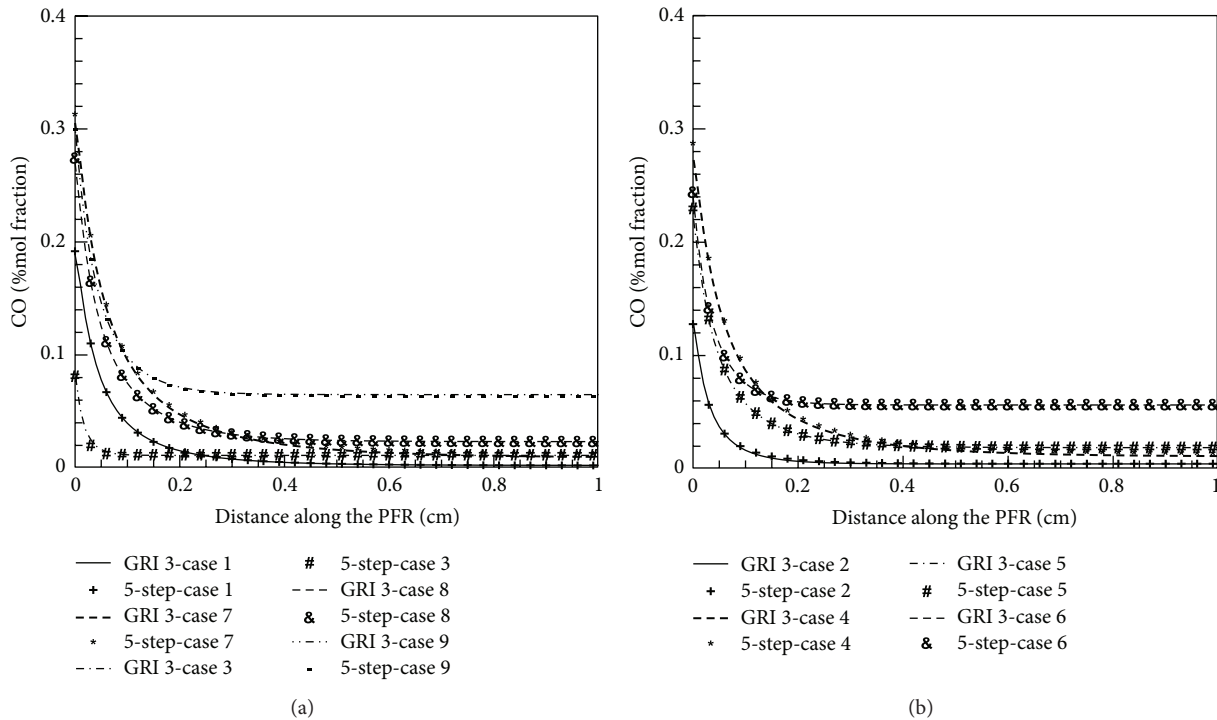 0.4
0.3
0.2
0.1
0
CO (%mol fraction)
0 0.2 0.4 0.6 0.8 1
Distance along the PFR (cm)
GRI 3-case 1
5-step-case 1
GRI 3-case 7
5-step-case 7
GRI 3-case 3
5-step-case 3
GRI 3-case 8
5-step-case 8
GRI 3-case 9
5-step-case 9
(a)
0.4
0.3
0.2
0.1
0
CO (%mol fraction)
0 0.2 0.4 0.6 0.8 1
Distance along the PFR (cm)
GRI 3-case 2
5-step-case 2
GRI 3-case 4
5-step-case 4
GRI 3-case 5
5-step-case 5
GRI 3-case 6
5-step-case 6
(b)